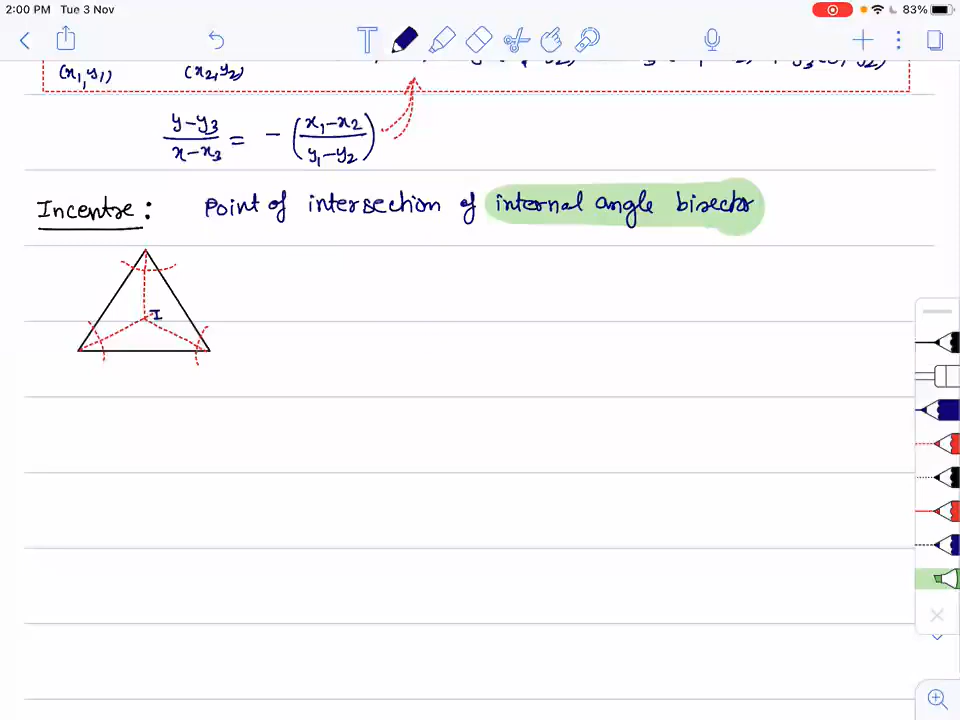 2:00 PM Tue 3 Nov
83%
(x1,y1) (x2,y2)
y-y3/x-x3 = -(x1-x2/y1-y2)
Incentre: Point of intersection of internal angle bisector
I